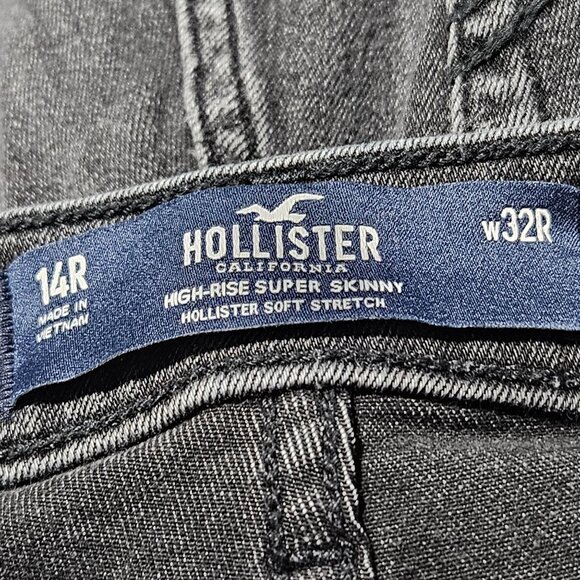 14R
MADE IN
VIETNAM
HOLLISTER
CALIFORNIA
HIGH-RISE SUPER SKINNY
HOLLISTER SOFT STRETCH
W32R